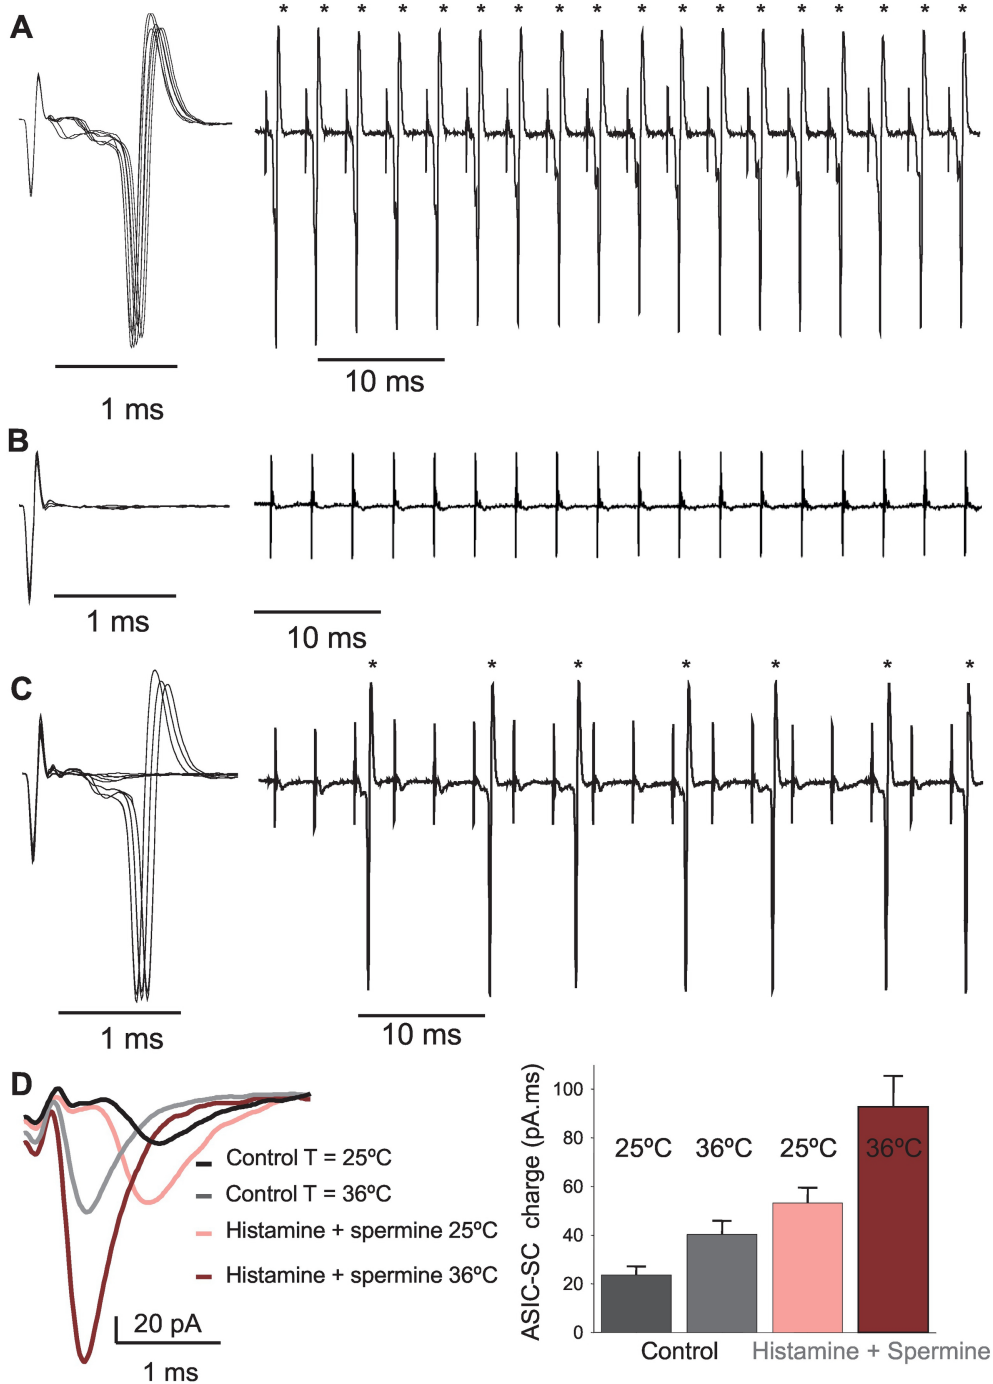 A
* * * * * * * * * * * * * * * * * *
1 ms
10 ms
B
1 ms
10 ms
C
* * * * * * *
1 ms
10 ms
D
Control T = 25ºC
Control T = 36ºC
Histamine + spermine 25ºC
Histamine + spermine 36ºC
20 pA
1 ms
ASIC-SC charge (pA.ms)
100
80
60
40
20
0
25ºC 36ºC 25ºC 36ºC
Control Histamine + Spermine